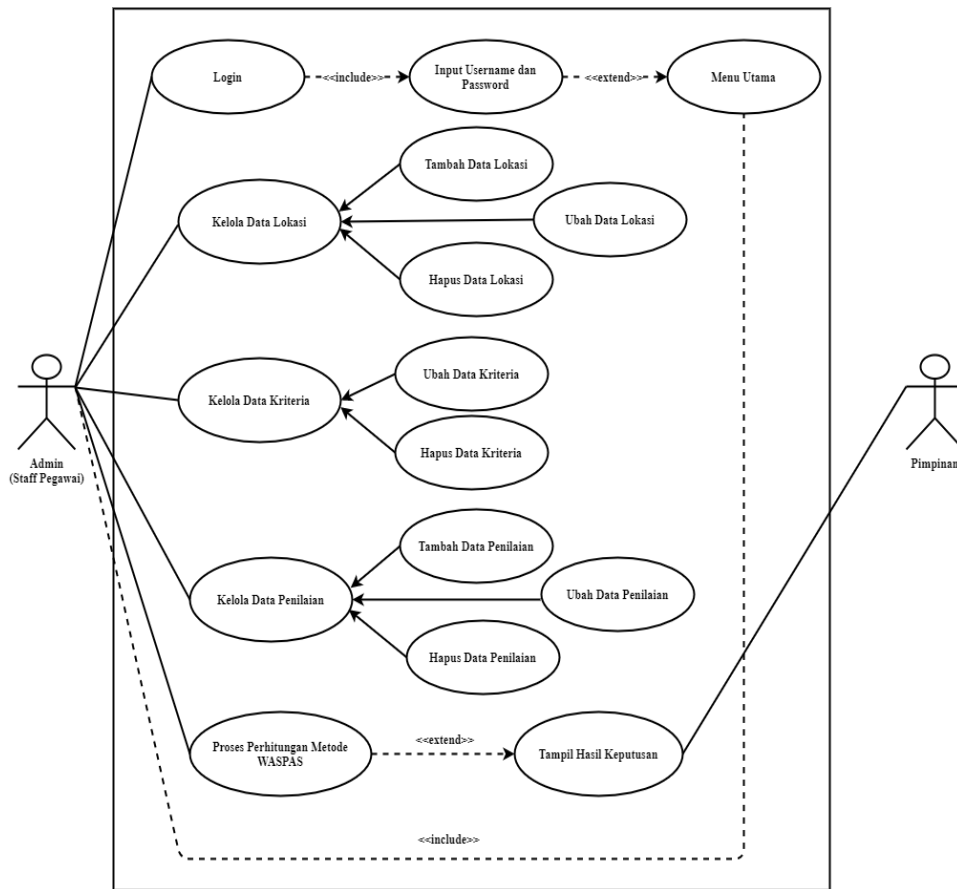 Login
<<include>>
Input Username dan
Password
<<extend>>
Menu Utama
Tambah Data Lokasi
Kelola Data Lokasi
Ubah Data Lokasi
Hapus Data Lokasi
Ubah Data Kriteria
Kelola Data Kriteria
Hapus Data Kriteria
Admin
(Staff Pegawai)
Pimpinan
Tambah Data Penilaian
Kelola Data Penilaian
Ubah Data Penilaian
Hapus Data Penilaian
Proses Perhitungan Metode
WASPAS
<<extend>>
Tampil Hasil Keputusan
<<include>>